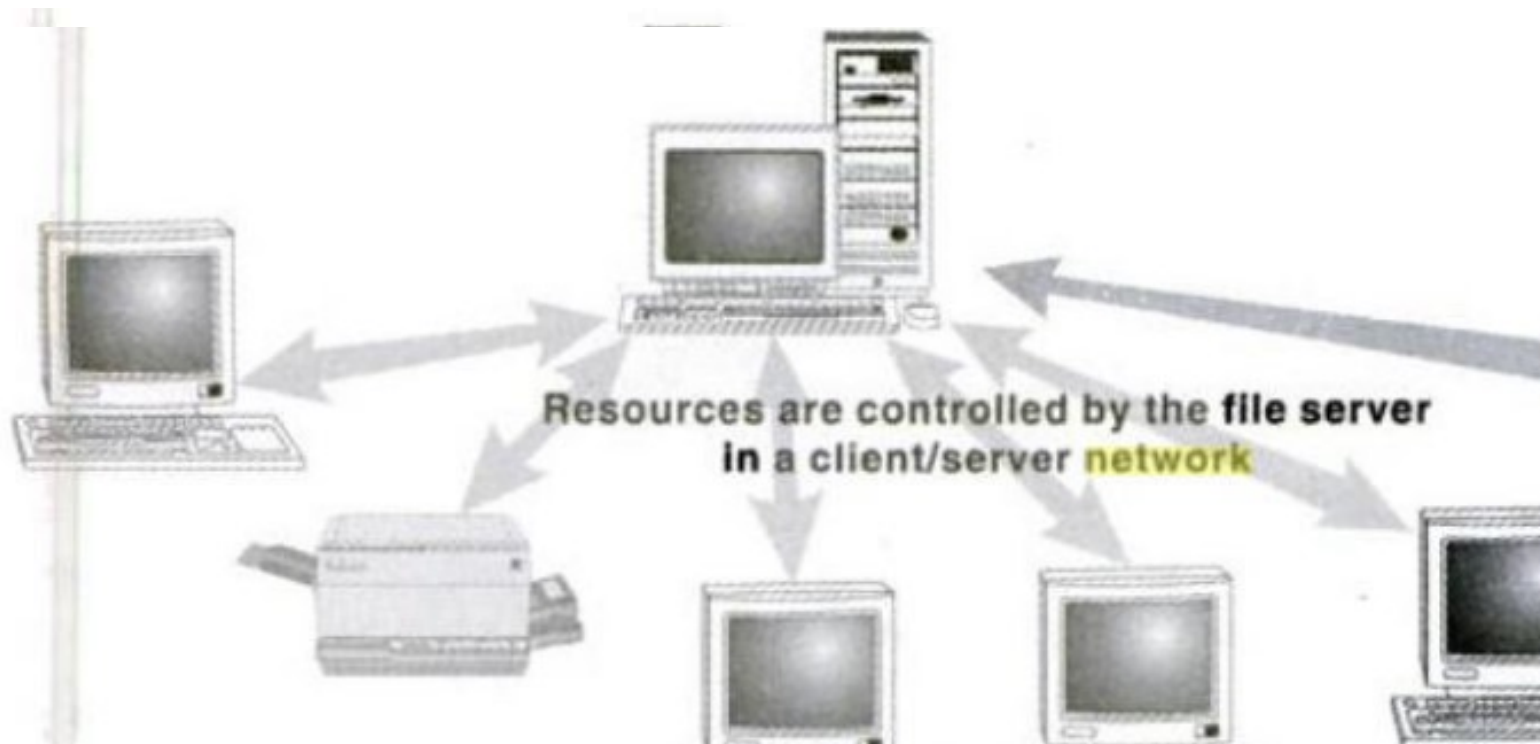 Resources are controlled by the file server
in a client/server network